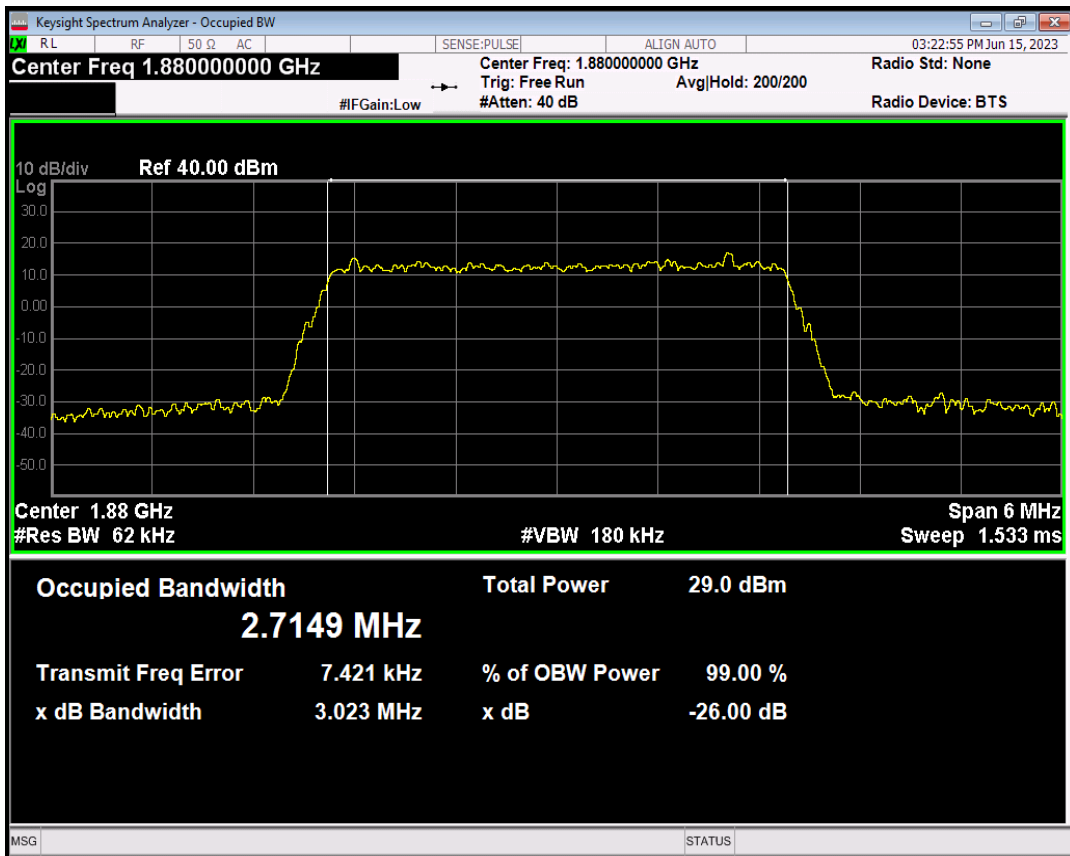 Keysight Spectrum Analyzer - Occupied BW
LXI RL RF 50 Ω AC SENSE:PULSE ALIGN AUTO 03:22:55 PM Jun 15, 2023
Center Freq 1.880000000 GHz Center Freq: 1.880000000 GHz Radio Std: None
Trig: Free Run Avg|Hold: 200/200
#IFGain:Low #Atten: 40 dB Radio Device: BTS
10 dB/div Ref 40.00 dBm
Log
30.0
20.0
10.0
0.00
-10.0
-20.0
-30.0
-40.0
-50.0
Center 1.88 GHz Span 6 MHz
#Res BW 62 kHz #VBW 180 kHz Sweep 1.533 ms
Occupied Bandwidth Total Power 29.0 dBm
2.7149 MHz
Transmit Freq Error 7.421 kHz % of OBW Power 99.00 %
x dB Bandwidth 3.023 MHz x dB -26.00 dB
MSG STATUS